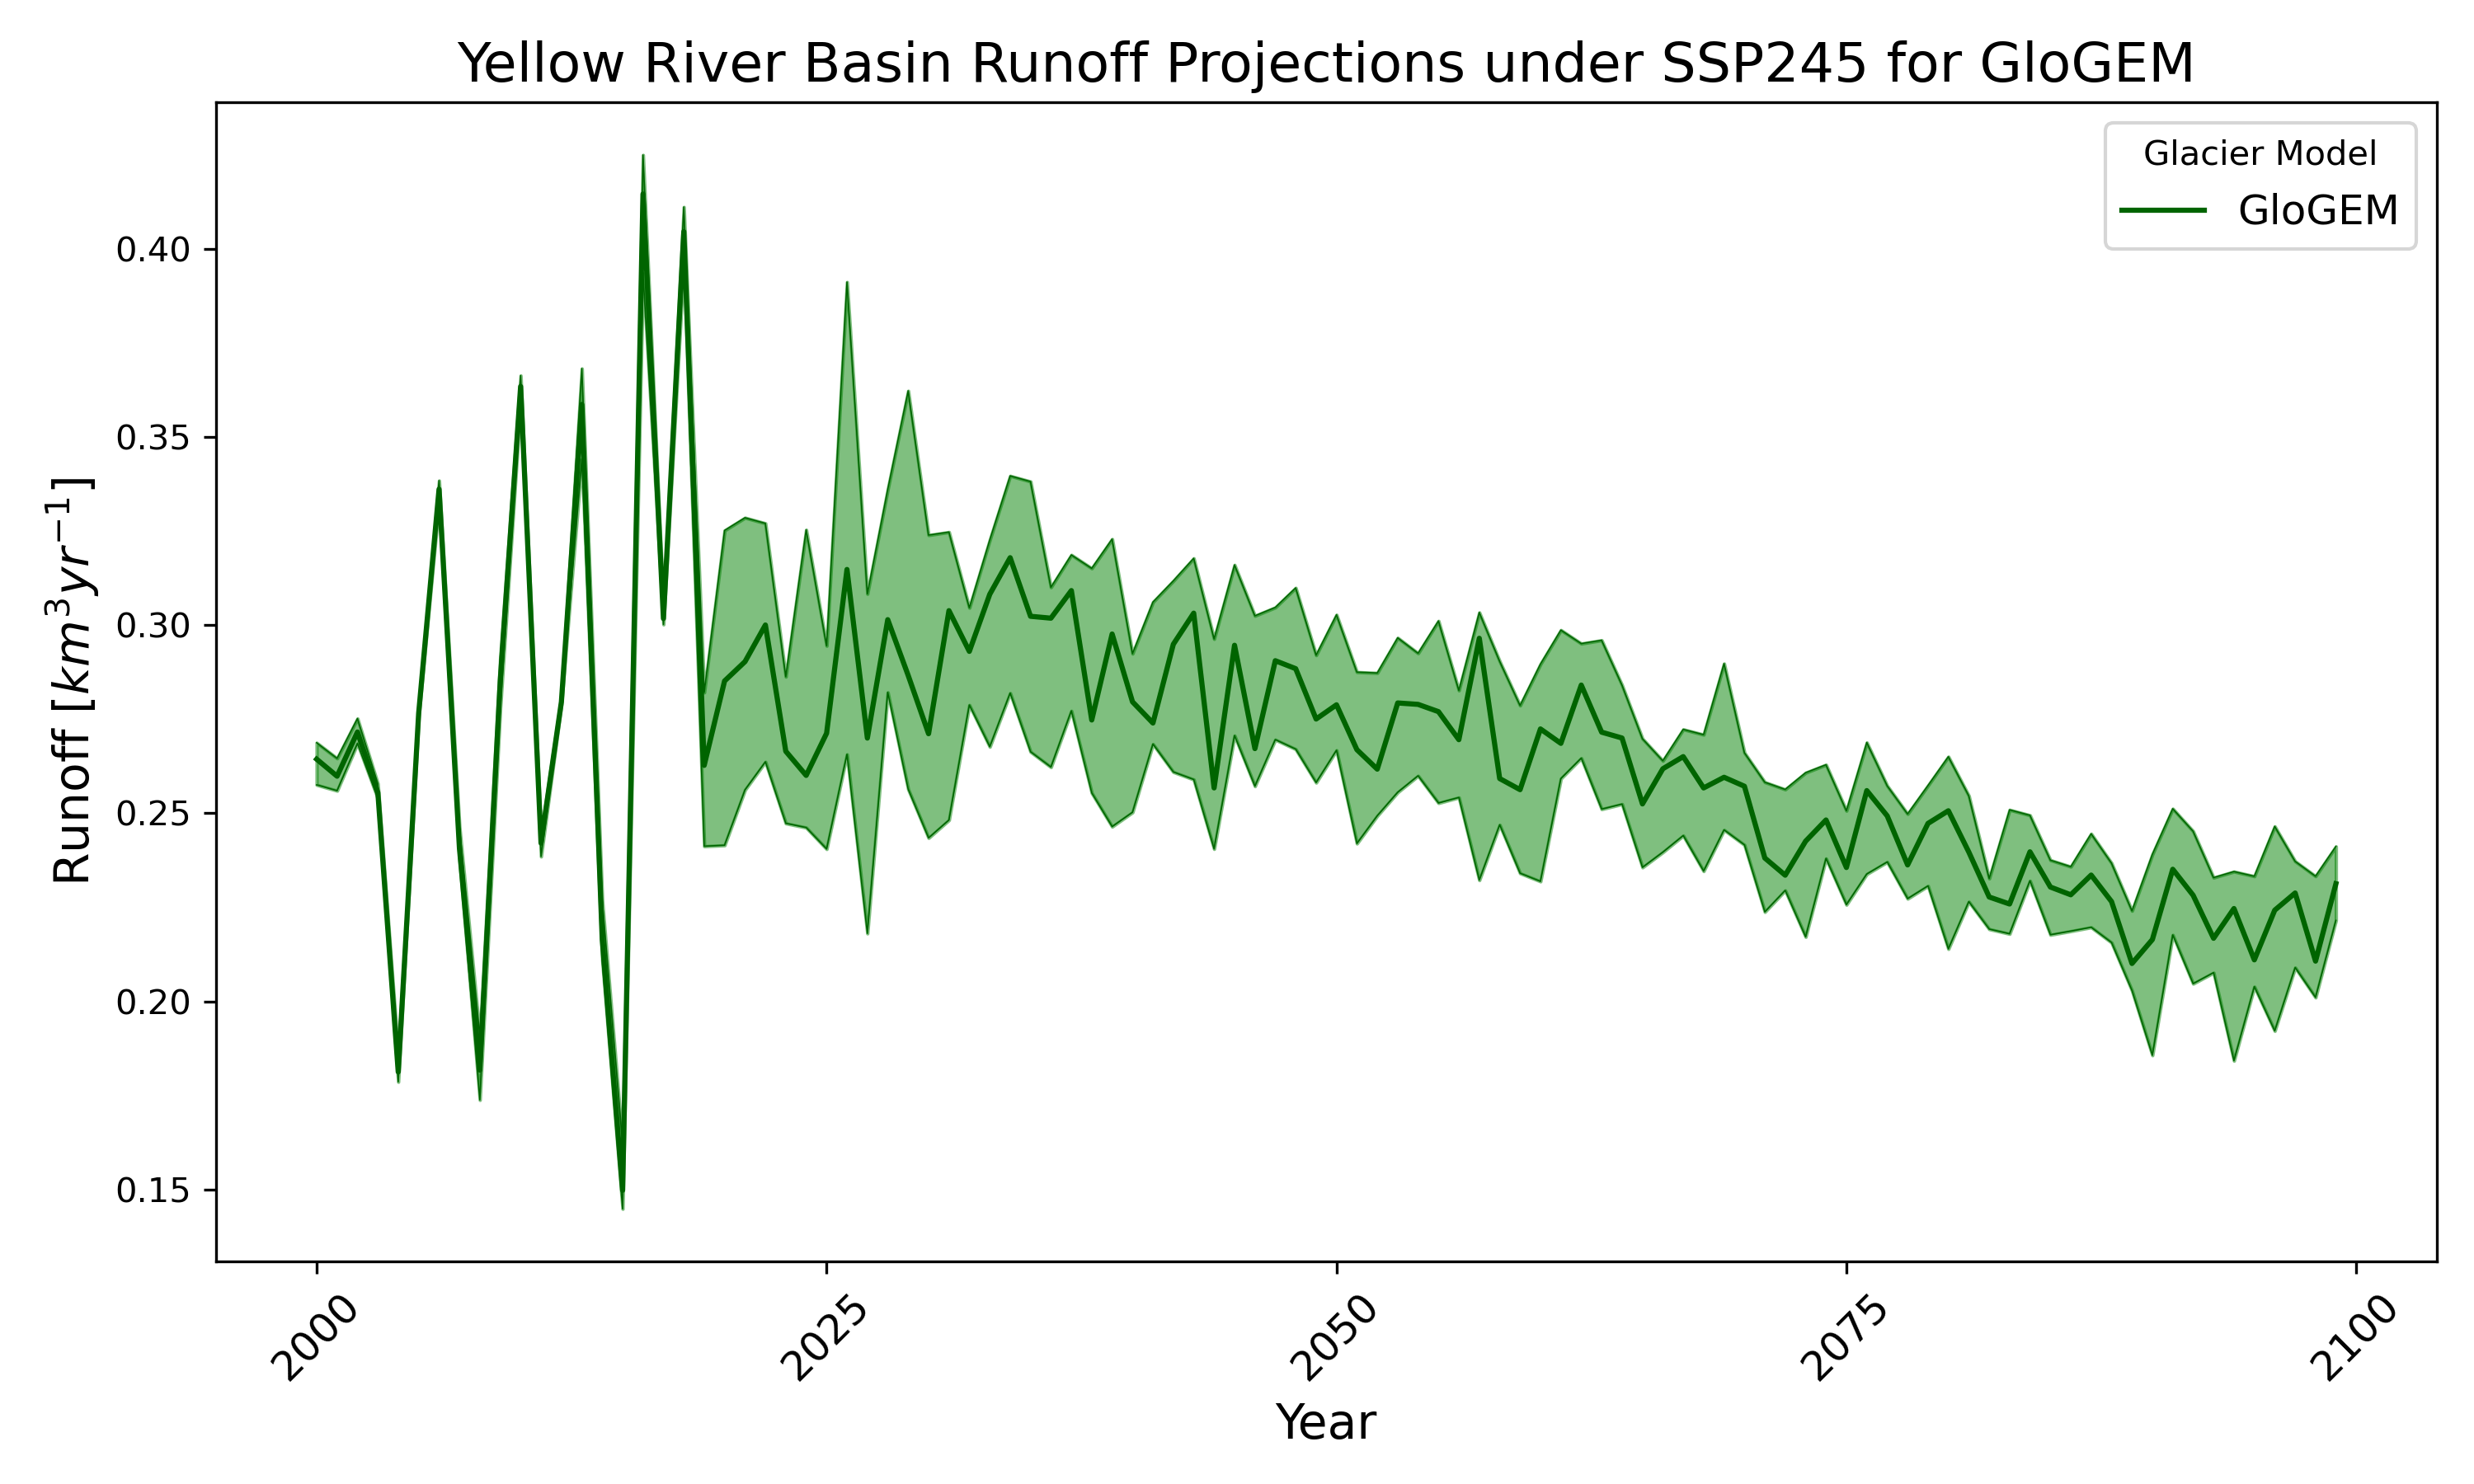 Yellow River Basin Runoff Projections under SSP245 for GloGEM
Glacier Model
GloGEM
Runoff [km³yr⁻¹]
0.40
0.35
0.30
0.25
0.20
0.15
2000
2025
2050
2075
2100
Year